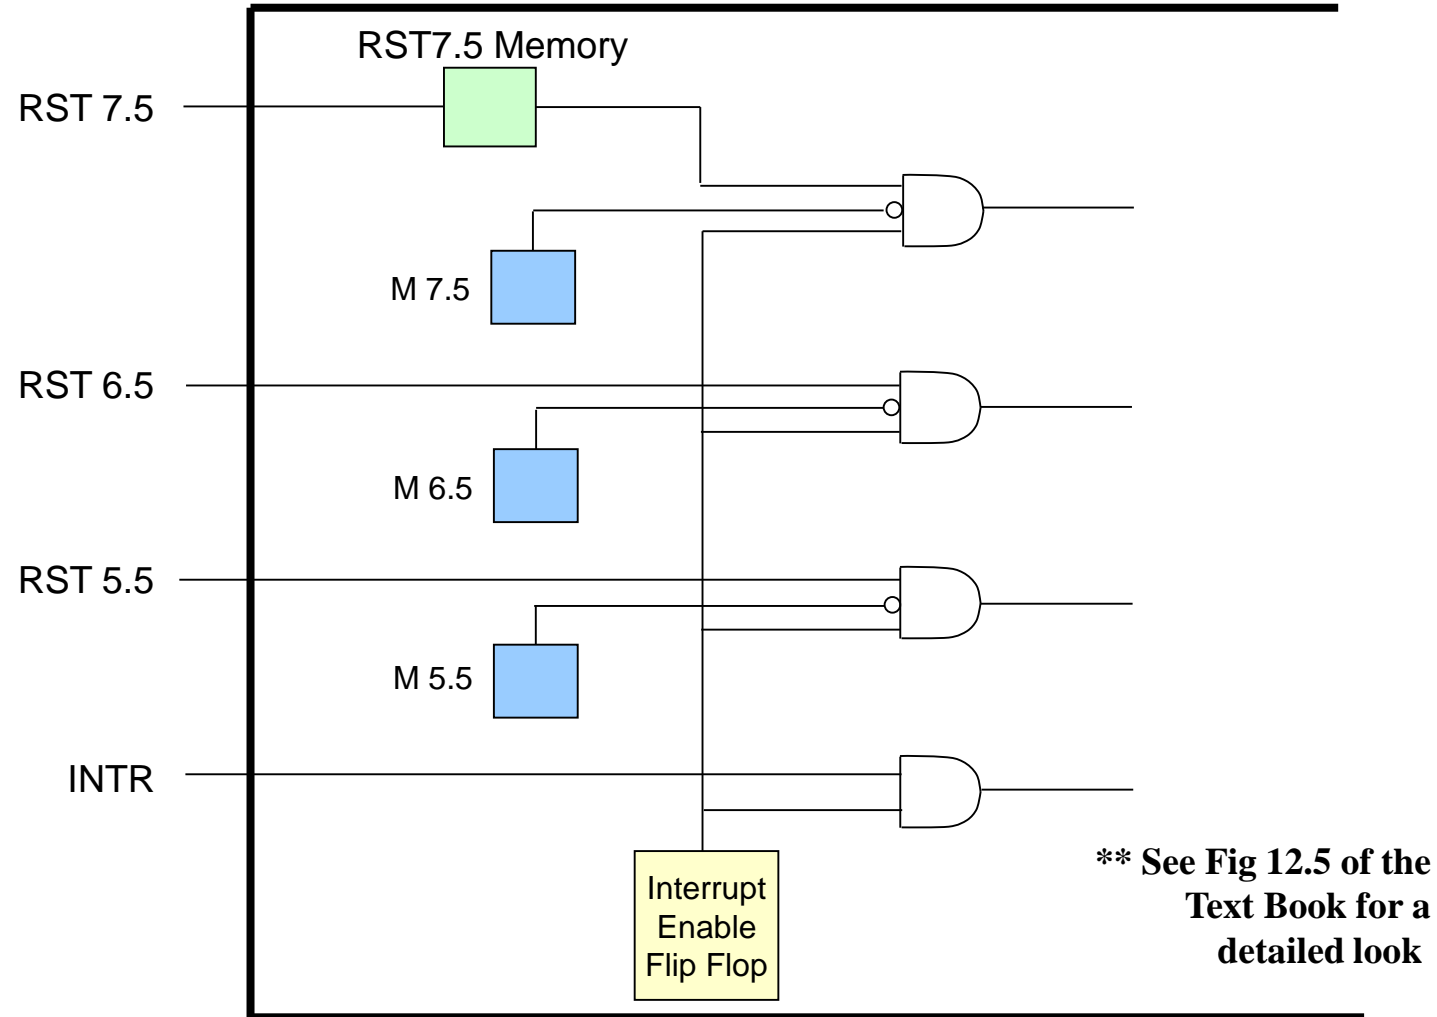 RST7.5 Memory
RST 7.5
M 7.5
RST 6.5
M 6.5
RST 5.5
M 5.5
INTR
Interrupt
Enable
Flip Flop
** See Fig 12.5 of the
Text Book for a
detailed look